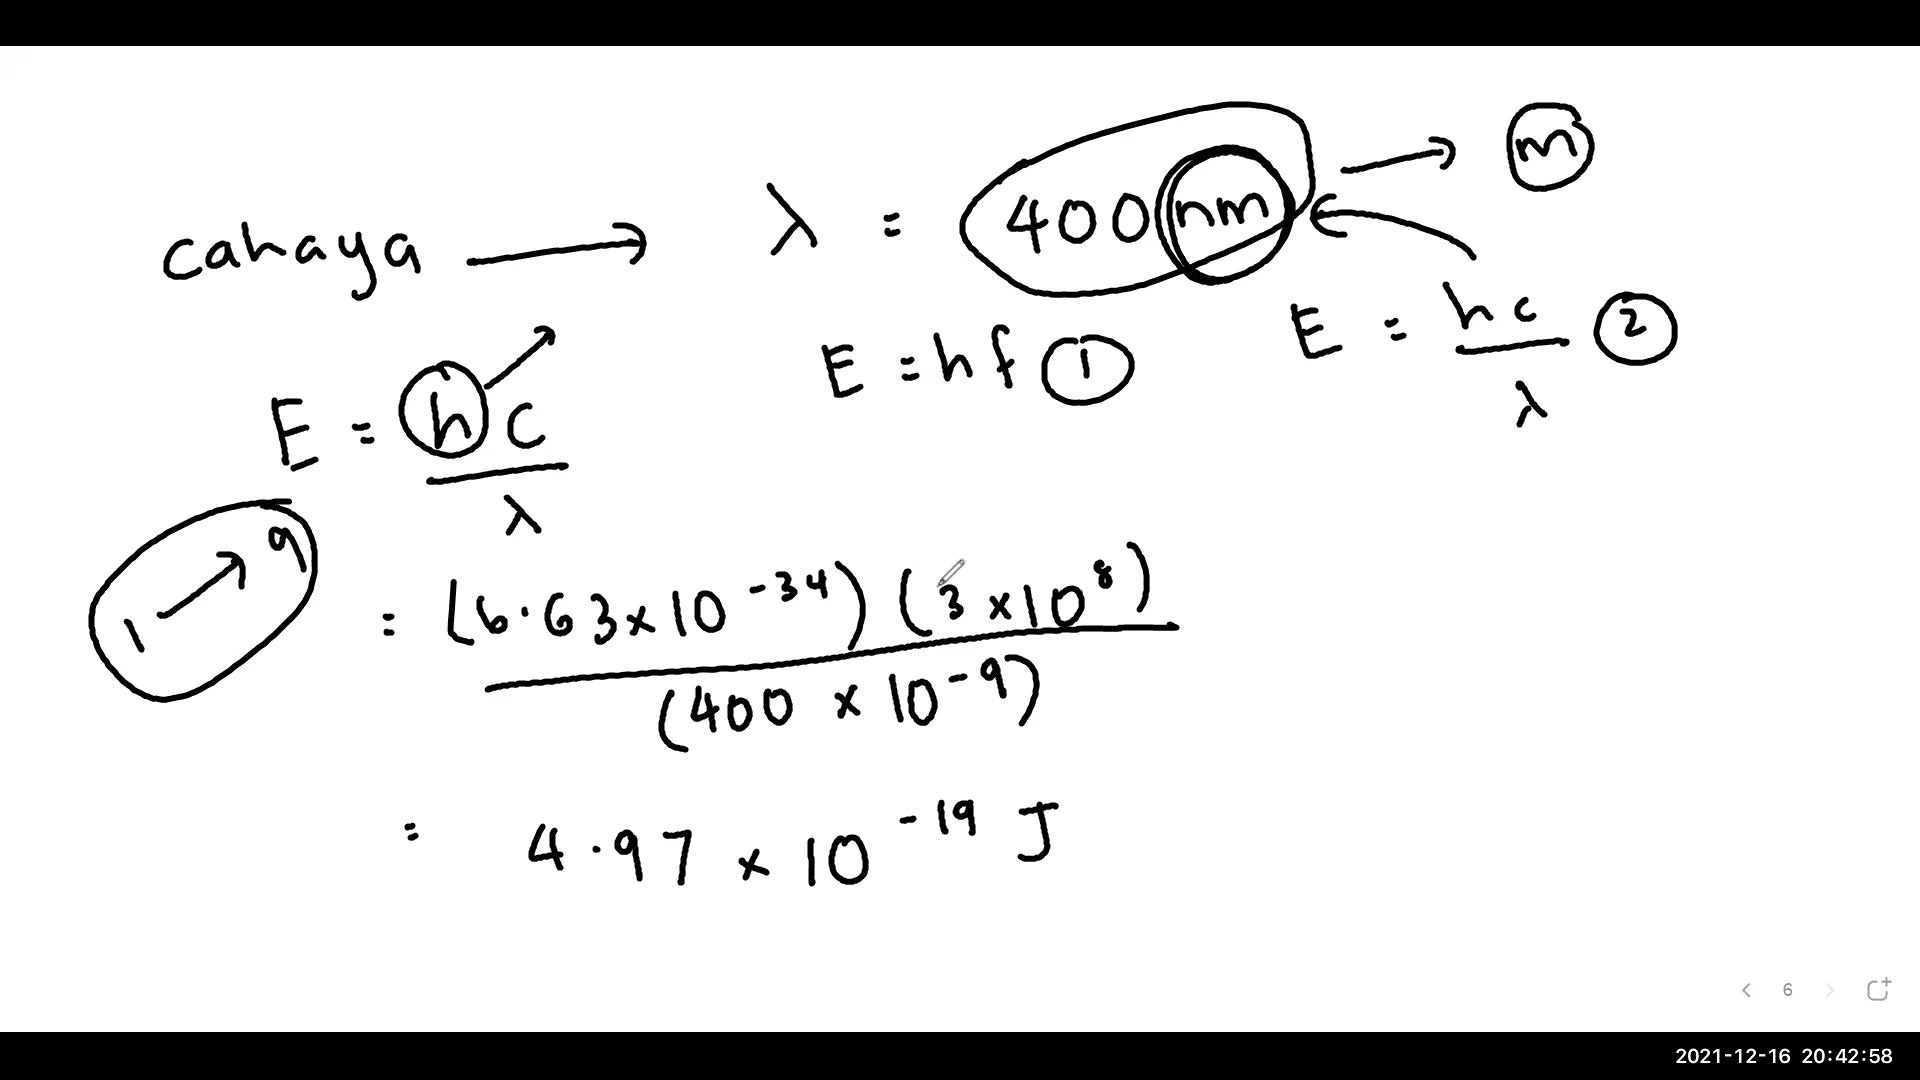 cahaya → λ = 400 nm → m
E = hf ①
E = hc/λ ②
E = hc/λ
1 → 9
= (6.63 x 10⁻³⁴) (3 x 10⁸)
(400 x 10⁻⁹)
= 4.97 x 10⁻¹⁹ J
< 6 >
2021-12-16 20:42:58